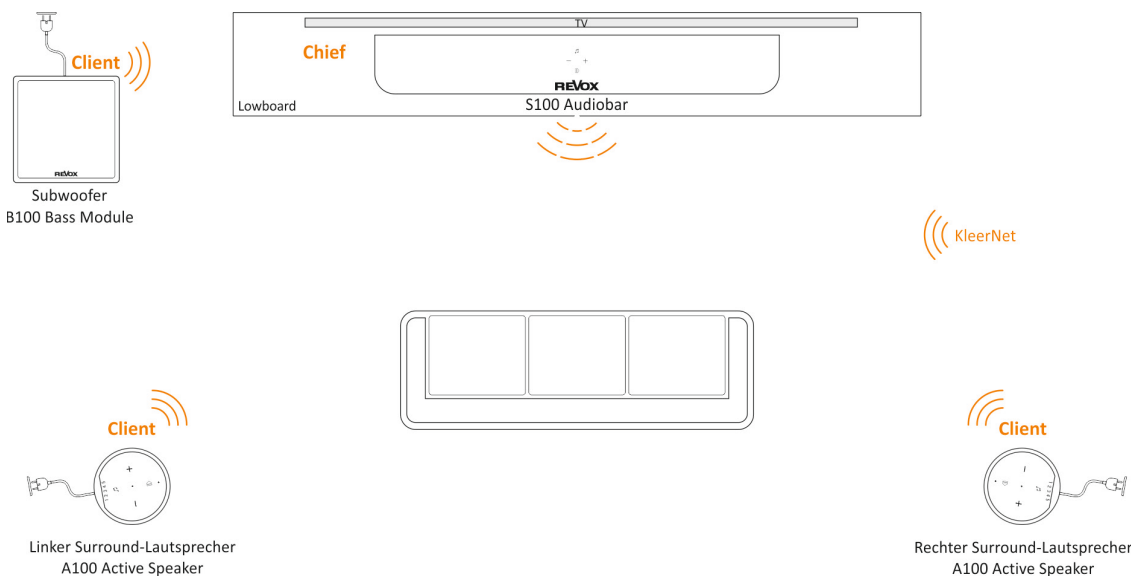 TV
Client
Chief
REVOX
Lowboard
S100 Audiobar
REVOX
Subwoofer
B100 Bass Module
KleerNet
Client
Client
Linker Surround-Lautsprecher
A100 Active Speaker
Rechter Surround-Lautsprecher
A100 Active Speaker